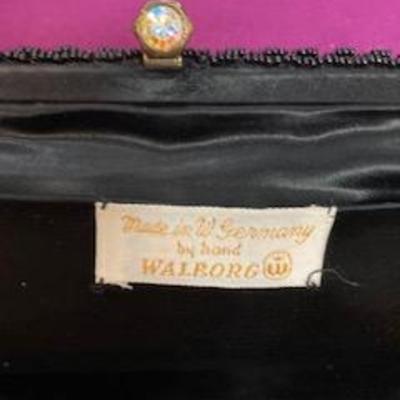 Made in W. Germany
by hand
WALBORG W